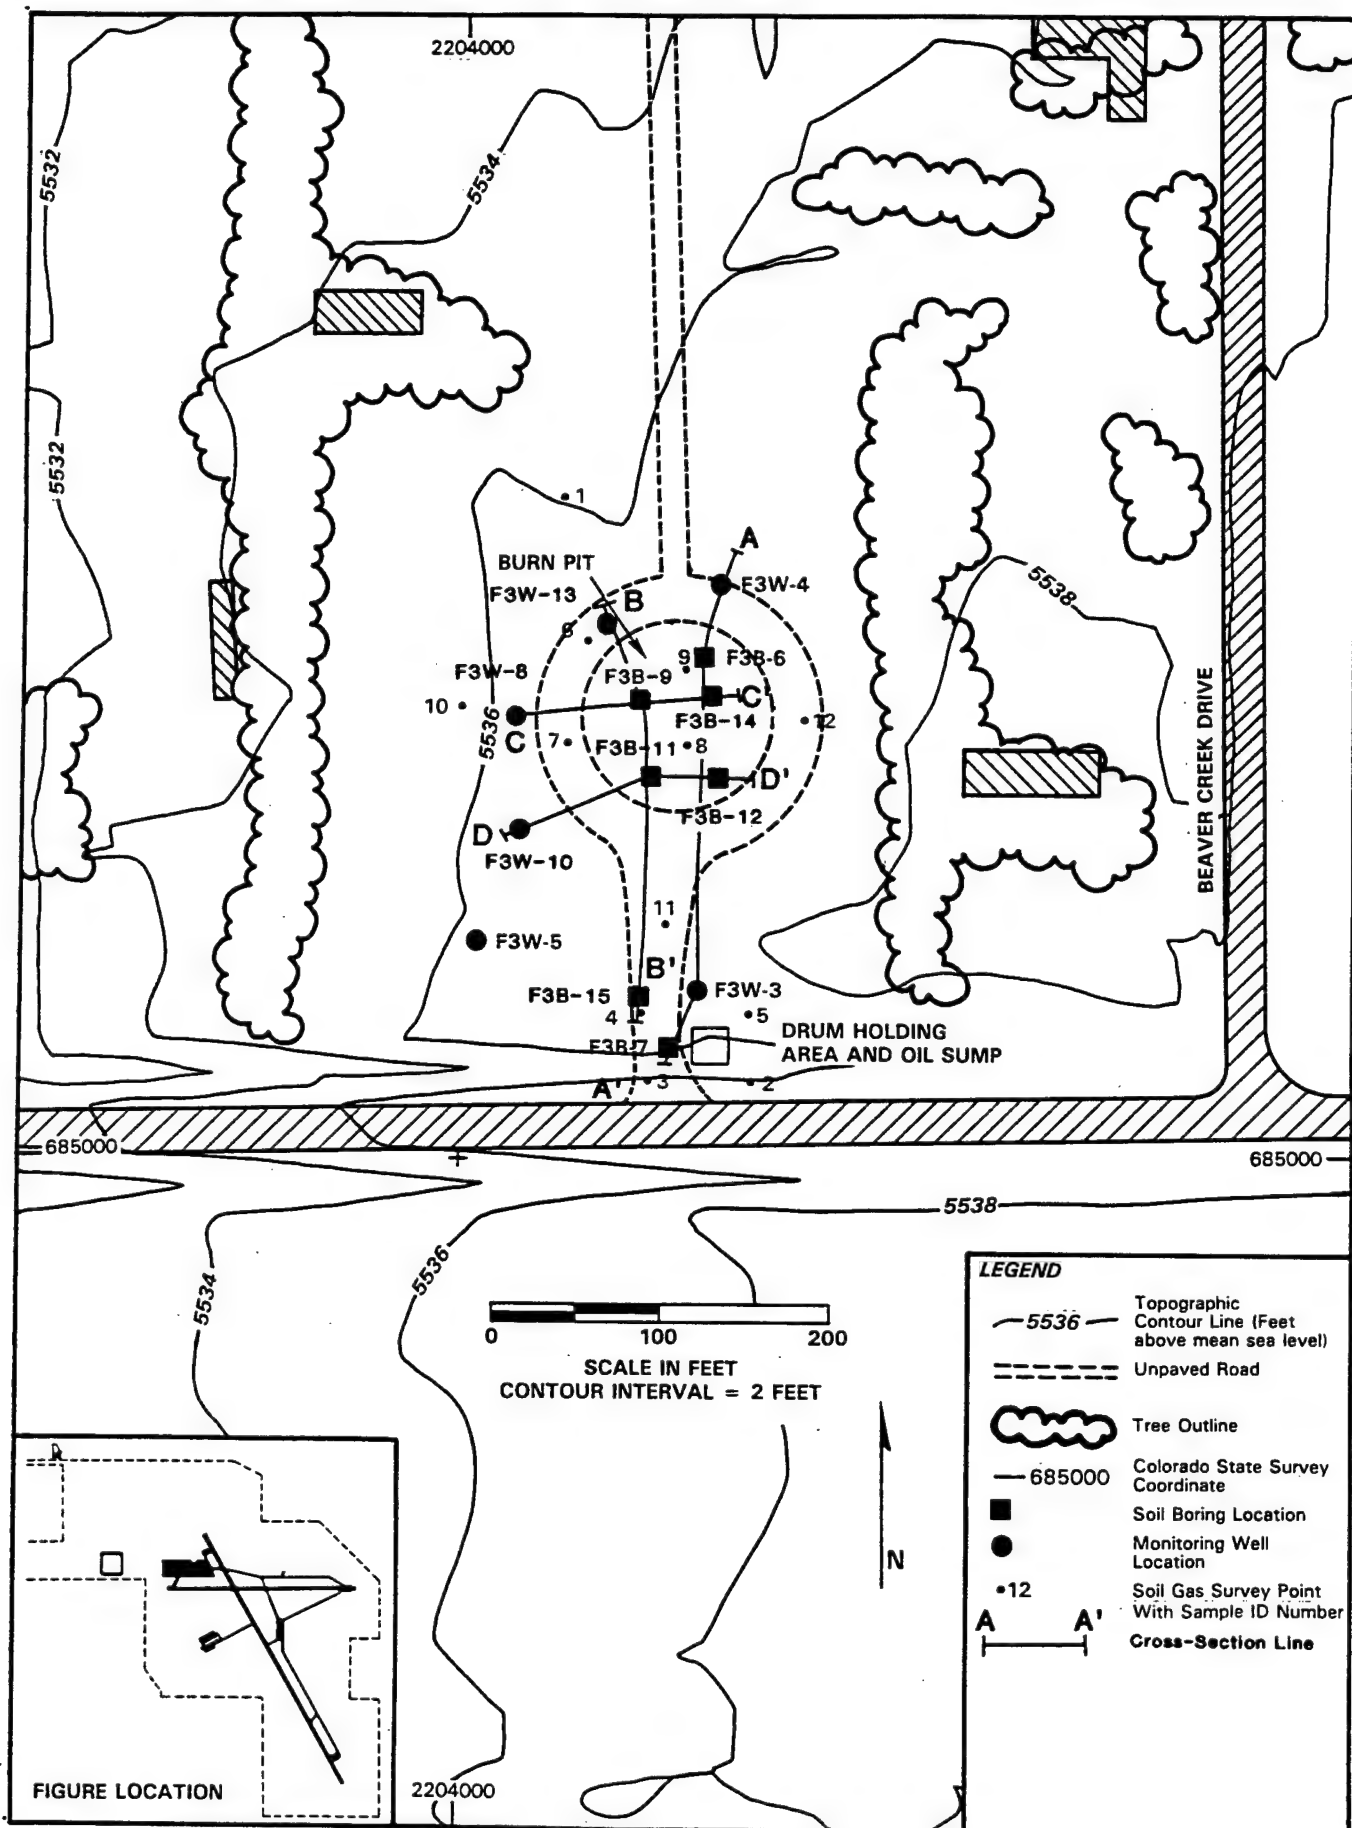 2204000
5532
5534
5532
1
A
BURN PIT
F3W-13
B
F3W-4
5538
6
9
F3B-6
F3W-8
F3B-9
C'
10
F3B-14
12
5536
C
7
F3B-11
8
D'
F3B-12
D
F3W-10
BEAVER CREEK DRIVE
11
F3W-5
B'
F3B-15
F3W-3
4
5
DRUM HOLDING
AREA AND OIL SUMP
F3B-7
A'
3
2
685000
685000
5538
5536
5534
0
100
200
SCALE IN FEET
CONTOUR INTERVAL = 2 FEET
N
LEGEND
5536
Topographic
Contour Line (Feet
above mean sea level)
Unpaved Road
Tree Outline
685000
Colorado State Survey
Coordinate
Soil Boring Location
Monitoring Well
Location
12
Soil Gas Survey Point
With Sample ID Number
A A'
Cross-Section Line
FIGURE LOCATION
2204000